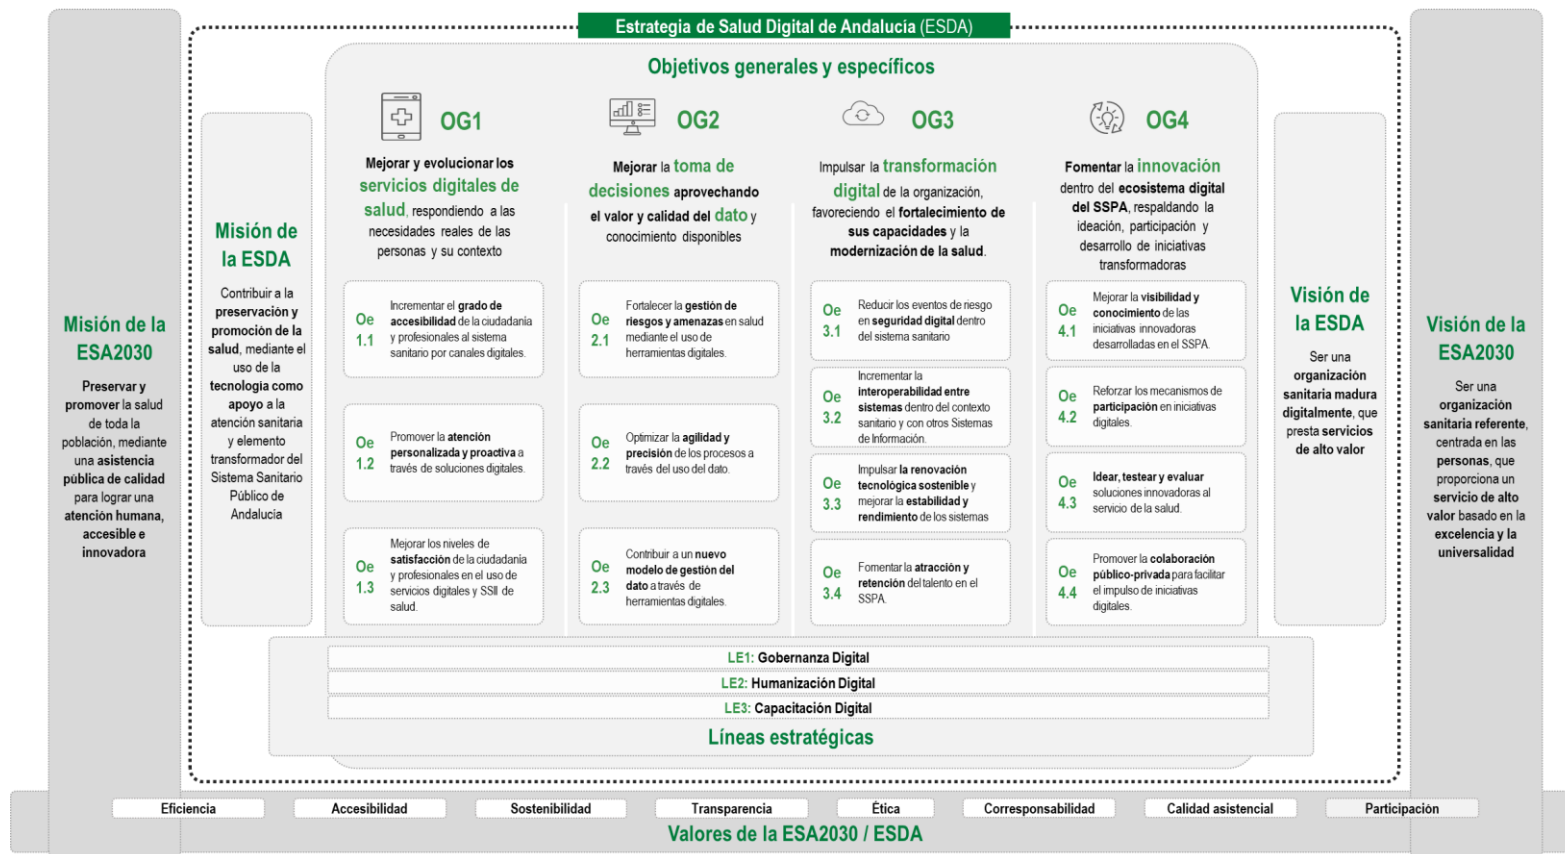 Estrategia de Salud Digital de Andalucía (ESDA)
Objetivos generales y específicos
Misión de la
ESA2030
Preservar y
promover la salud
de toda la
población, mediante
una asistencia
pública de calidad
para lograr una
atención humana,
accesible e
innovadora
Misión de
la ESDA
Contribuir a la
preservación y
promoción de la
salud, mediante el
uso de la
tecnología como
apoyo a la
atención sanitaria
y elemento
transformador del
Sistema Sanitario
Público de
Andalucía
OG1
Mejorar y evolucionar los
servicios digitales de
salud, respondiendo a las
necesidades reales de las
personas y su contexto
Oe
1.1
Incrementar el grado de
accesibilidad de la ciudadanía
y profesionales al sistema
sanitario por canales digitales.
Oe
1.2
Promover la atención
personalizada y proactiva a
través de soluciones digitales.
Oe
1.3
Mejorar los niveles de
satisfacción de la ciudadanía
y profesionales en el uso de
servicios digitales y SSII de
salud.
OG2
Mejorar la toma de
decisiones aprovechando
el valor y calidad del dato y
conocimiento disponibles
Oe
2.1
Fortalecer la gestión de
riesgos y amenazas en salud
mediante el uso de
herramientas digitales.
Oe
2.2
Optimizar la agilidad y
precisión de los procesos a
través del uso del dato.
Oe
2.3
Contribuir a un nuevo
modelo de gestión del
dato a través de
herramientas digitales.
OG3
Impulsar la transformación
digital de la organización,
favoreciendo el fortalecimiento de
sus capacidades y la
modernización de la salud.
Oe
3.1
Reducir los eventos de riesgo
en seguridad digital dentro
del sistema sanitario
Oe
3.2
Incrementar la
interoperabilidad entre
sistemas dentro del contexto
sanitario y con otros Sistemas
de Información.
Oe
3.3
Impulsar la renovación
tecnológica sostenible y
mejorar la estabilidad y
rendimiento de los sistemas
Oe
3.4
Fomentar la atracción y
retención del talento en el
SSPA.
OG4
Fomentar la innovación
dentro del ecosistema digital
del SSPA, respaldando la
ideación, participación y
desarrollo de iniciativas
transformadoras
Oe
4.1
Mejorar la visibilidad y
conocimiento de las
iniciativas innovadoras
desarrolladas en el SSPA.
Oe
4.2
Reforzar los mecanismos de
participación en iniciativas
digitales.
Oe
4.3
Idear, testear y evaluar
soluciones innovadoras al
servicio de la salud.
Oe
4.4
Promover la colaboración
público-privada para facilitar
el impulso de iniciativas
digitales.
Visión de
la ESDA
Ser una
organización
sanitaria madura
digitalmente, que
presta servicios
de alto valor
Visión de la
ESA2030
Ser una
organización
sanitaria referente,
centrada en las
personas, que
proporciona un
servicio de alto
valor basado en la
excelencia y la
universalidad
LE1: Gobernanza Digital
LE2: Humanización Digital
LE3: Capacitación Digital
Líneas estratégicas
Eficiencia
Accesibilidad
Sostenibilidad
Transparencia
Ética
Corresponsabilidad
Calidad asistencial
Participación
Valores de la ESA2030 / ESDA